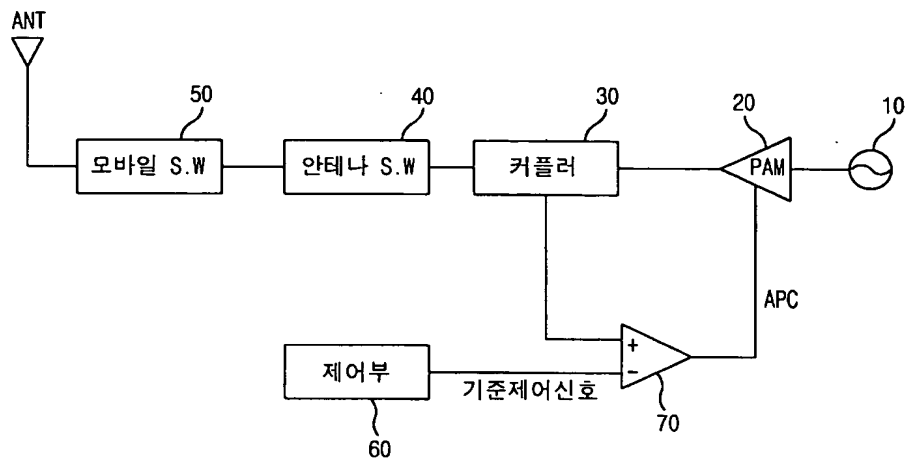 ANT
50
40
30
20
10
모바일 S.W
안테나 S.W
커플러
PAM
APC
제어부
기준제어신호
+
-
60
70